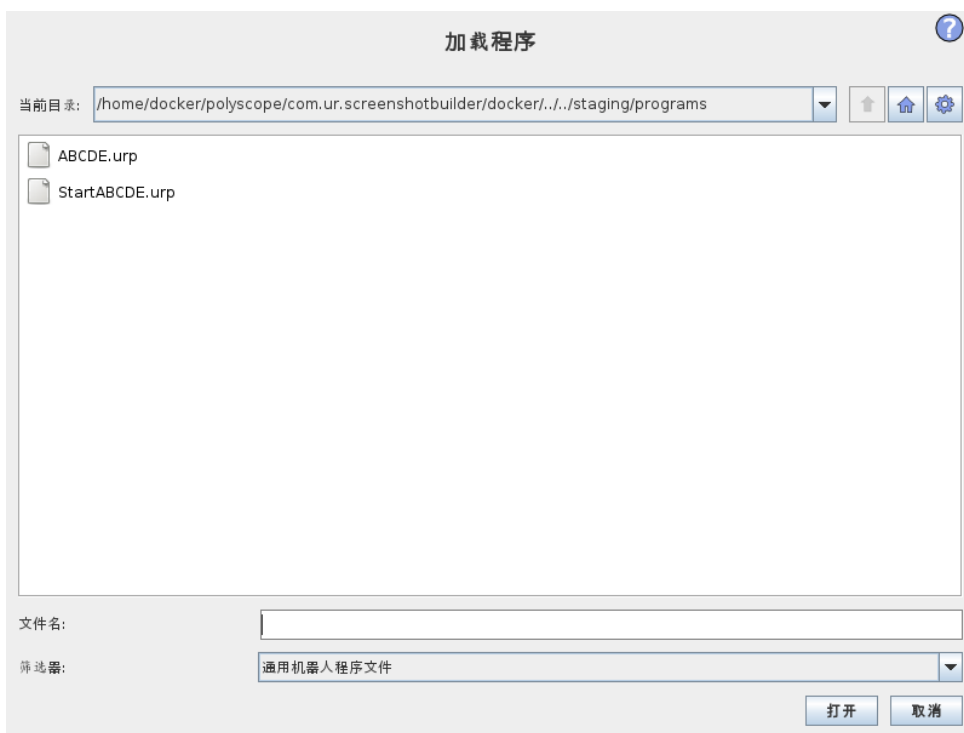 加载程序
?
当前目录: /home/docker/polyscope/com.ur.screenshotbuilder/docker/../../staging/programs
ABCDE.urp
StartABCDE.urp
文件名:
筛选器: 通用机器人程序文件
打开 取消